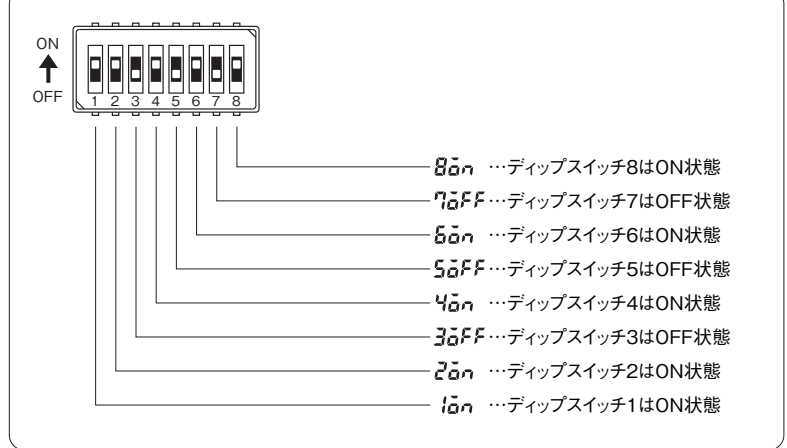 ON
OFF
1 2 3 4 5 6 7 8
8on …ディップスイッチ8はON状態
7oFF…ディップスイッチ7はOFF状態
6on …ディップスイッチ6はON状態
5oFF…ディップスイッチ5はOFF状態
4on …ディップスイッチ4はON状態
3oFF…ディップスイッチ3はOFF状態
2on …ディップスイッチ2はON状態
1on …ディップスイッチ1はON状態